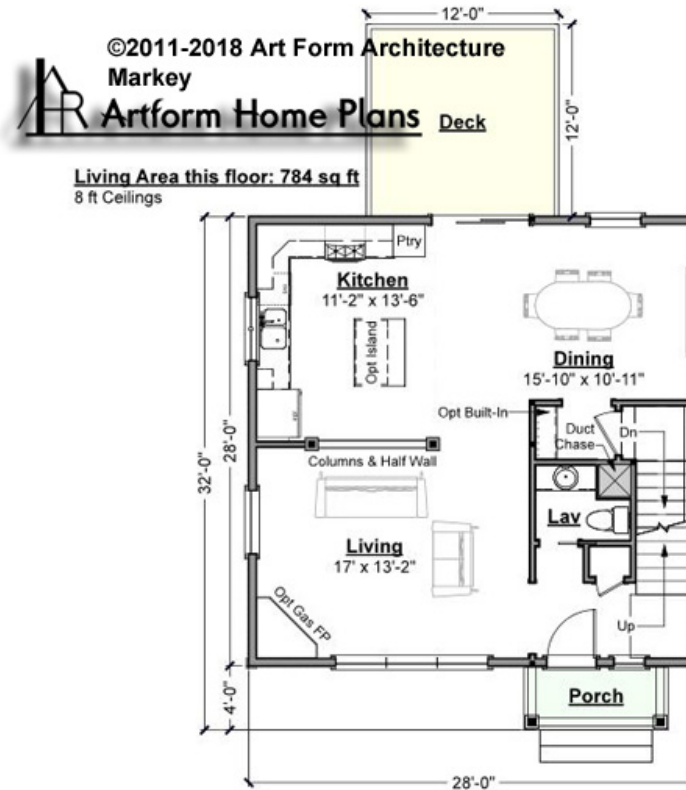 12'-0"
©2011-2018 Art Form Architecture
Markey
Artform Home Plans
Deck
12'-0"
Living Area this floor: 784 sq ft
8 ft Ceilings
Ptry
Kitchen
11'-2" x 13'-6"
Opt Island
Dining
15'-10" x 10'-11"
Opt Built-In
Duct
Chase
Dn
Columns & Half Wall
32'-0"
28'-0"
Lav
Living
17' x 13'-2"
Opt Gas FP
Up
4'-0"
Porch
28'-0"